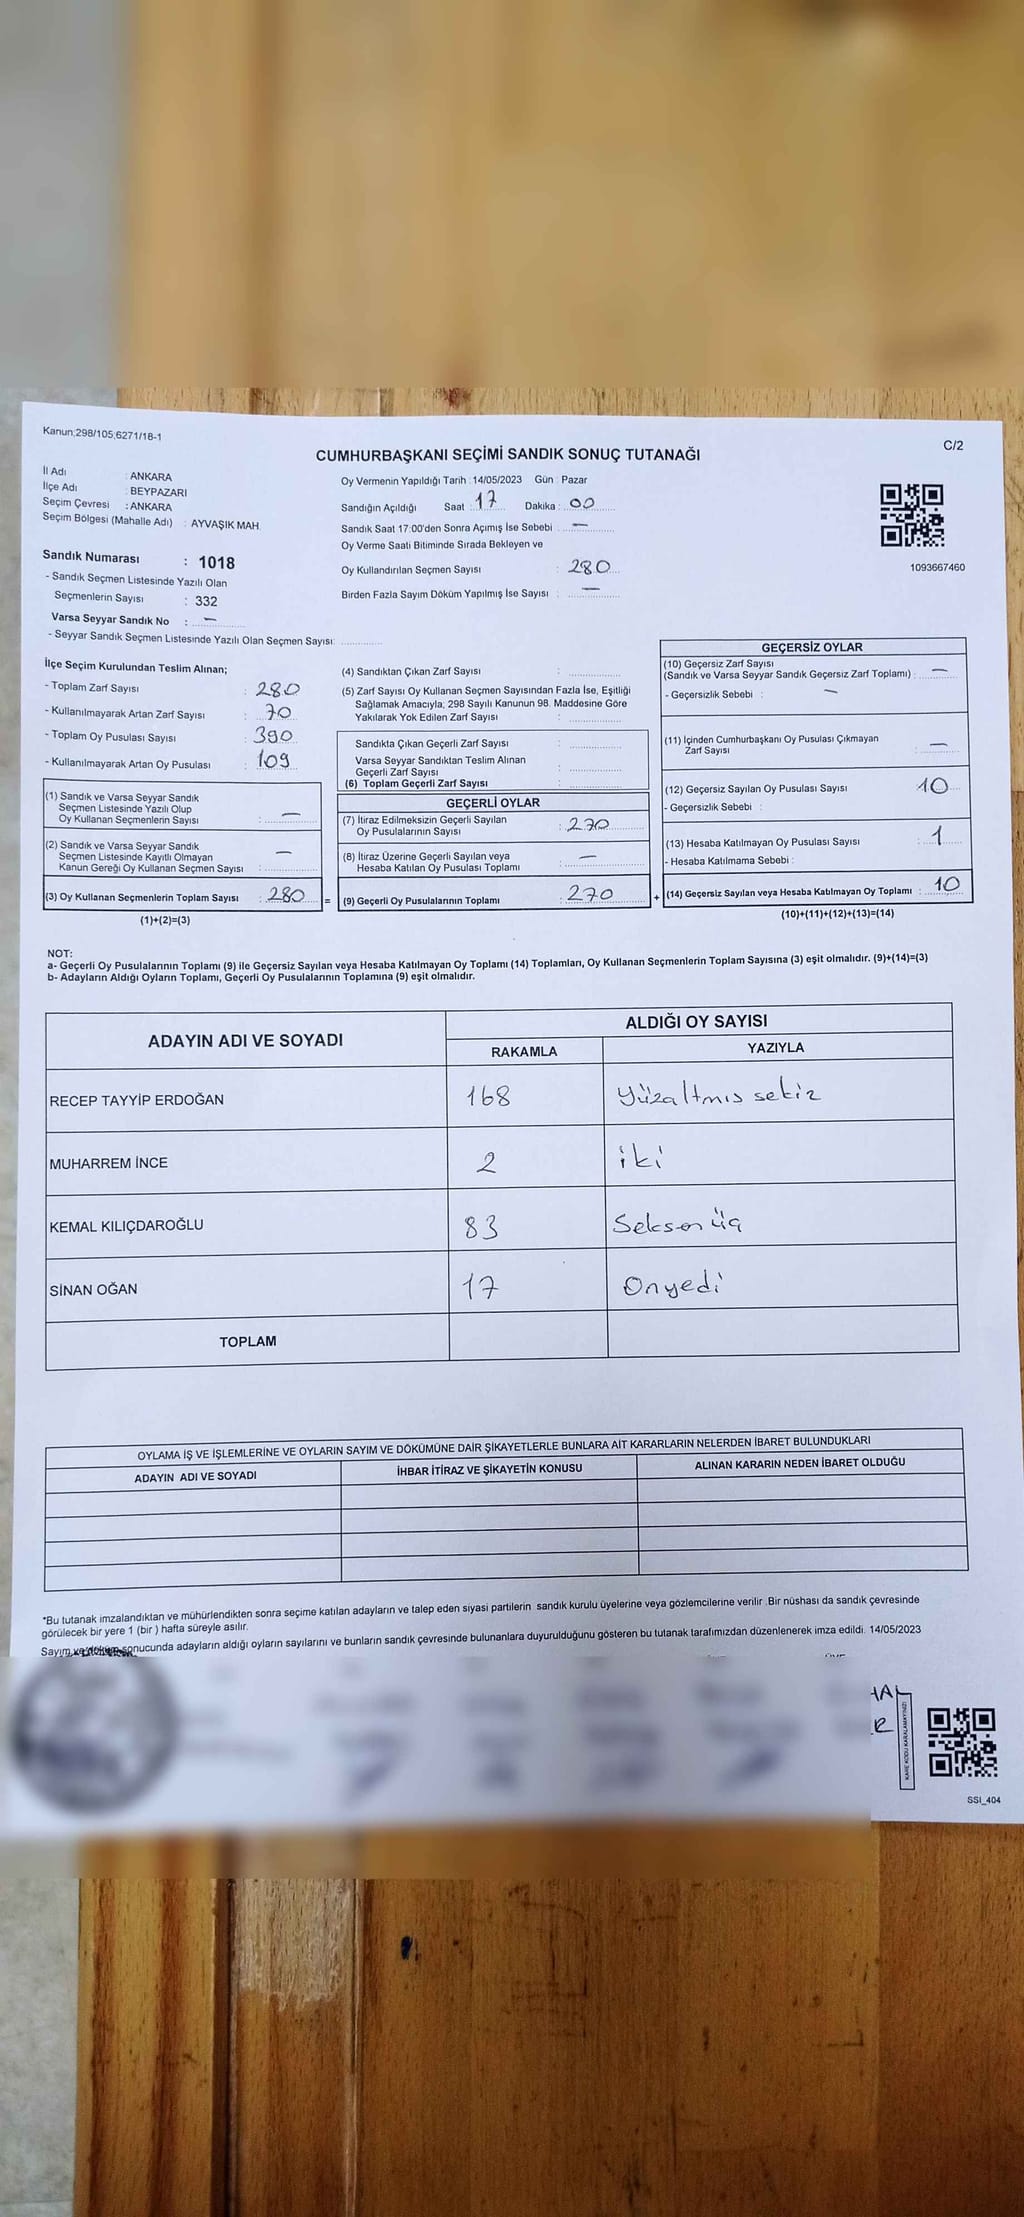 Kanun;298/105;6271/18-1
C/2
CUMHURBAŞKANI SEÇİMİ SANDIK SONUÇ TUTANAĞI
İl Adı : ANKARA
İlçe Adı : BEYPAZARI
Seçim Çevresi : ANKARA
Seçim Bölgesi (Mahalle Adı) : AYVAŞIK MAH.
Sandık Numarası : 1018
- Sandık Seçmen Listesinde Yazılı Olan
Seçmenlerin Sayısı : 332
Varsa Seyyar Sandık No : —
- Seyyar Sandık Seçmen Listesinde Yazılı Olan Seçmen Sayısı:
Oy Vermenin Yapıldığı Tarih : 14/05/2023 Gün : Pazar
Sandığın Açıldığı Saat : 17 Dakika : 00
Sandık Saat 17:00'den Sonra Açımış İse Sebebi : —
Oy Verme Saati Bitiminde Sırada Bekleyen ve
Oy Kullandırılan Seçmen Sayısı : 280
Birden Fazla Sayım Döküm Yapılmış İse Sayısı : —
1093667460
İlçe Seçim Kurulundan Teslim Alınan;
- Toplam Zarf Sayısı : 280
- Kullanılmayarak Artan Zarf Sayısı : 70
- Toplam Oy Pusulası Sayısı : 390
- Kullanılmayarak Artan Oy Pusulası : 109
(1) Sandık ve Varsa Seyyar Sandık
Seçmen Listesinde Yazılı Olup
Oy Kullanan Seçmenlerin Sayısı : —
(2) Sandık ve Varsa Seyyar Sandık
Seçmen Listesinde Kayıtlı Olmayan
Kanun Gereği Oy Kullanan Seçmen Sayısı : —
(3) Oy Kullanan Seçmenlerin Toplam Sayısı : 280 =
(1)+(2)=(3)
(4) Sandıktan Çıkan Zarf Sayısı :
(5) Zarf Sayısı Oy Kullanan Seçmen Sayısından Fazla İse, Eşitliği
Sağlamak Amacıyla; 298 Sayılı Kanunun 98. Maddesine Göre
Yakılarak Yok Edilen Zarf Sayısı :
Sandıkta Çıkan Geçerli Zarf Sayısı :
Varsa Seyyar Sandıktan Teslim Alınan
Geçerli Zarf Sayısı :
(6) Toplam Geçerli Zarf Sayısı :
GEÇERLİ OYLAR
(7) İtiraz Edilmeksizin Geçerli Sayılan
Oy Pusulalarının Sayısı : 270
(8) İtiraz Üzerine Geçerli Sayılan veya
Hesaba Katılan Oy Pusulası Toplamı : —
(9) Geçerli Oy Pusulalarının Toplamı : 270 +
GEÇERSİZ OYLAR
(10) Geçersiz Zarf Sayısı
(Sandık ve Varsa Seyyar Sandık Geçersiz Zarf Toplamı) : —
- Geçersizlik Sebebi : —
(11) İçinden Cumhurbaşkanı Oy Pusulası Çıkmayan
Zarf Sayısı : —
(12) Geçersiz Sayılan Oy Pusulası Sayısı : 10
- Geçersizlik Sebebi :
(13) Hesaba Katılmayan Oy Pusulası Sayısı : 1
- Hesaba Katılmama Sebebi :
(14) Geçersiz Sayılan veya Hesaba Katılmayan Oy Toplamı : 10
(10)+(11)+(12)+(13)=(14)
NOT:
a- Geçerli Oy Pusulalarının Toplamı (9) ile Geçersiz Sayılan veya Hesaba Katılmayan Oy Toplamı (14) Toplamları, Oy Kullanan Seçmenlerin Toplam Sayısına (3) eşit olmalıdır. (9)+(14)=(3)
b- Adayların Aldığı Oyların Toplamı, Geçerli Oy Pusulalarının Toplamına (9) eşit olmalıdır.
ADAYIN ADI VE SOYADI ALDIĞI OY SAYISI
RAKAMLA YAZIYLA
RECEP TAYYİP ERDOĞAN 168 Yüzaltmıs sekiz
MUHARREM İNCE 2 iki
KEMAL KILIÇDAROĞLU 83 Seksen üç
SİNAN OĞAN 17 Onyedi
TOPLAM
OYLAMA İŞ VE İŞLEMLERİNE VE OYLARIN SAYIM VE DÖKÜMÜNE DAİR ŞİKAYETLERLE BUNLARA AİT KARARLARIN NELERDEN İBARET BULUNDUKLARI
ADAYIN ADI VE SOYADI İHBAR İTİRAZ VE ŞİKAYETİN KONUSU ALINAN KARARIN NEDEN İBARET OLDUĞU
*Bu tutanak imzalandıktan ve mühürlendikten sonra seçime katılan adayların ve talep eden siyasi partilerin sandık kurulu üyelerine veya gözlemcilerine verilir .Bir nüshası da sandık çevresinde
görülecek bir yere 1 (bir ) hafta süreyle asılır.
Sayım ve döküm sonucunda adayların aldığı oyların sayılarını ve bunların sandık çevresinde bulunanlara duyurulduğunu gösteren bu tutanak tarafımızdan düzenlenerek imza edildi. 14/05/2023
KARE KODU KARALAMAYINIZ!
SSI_404